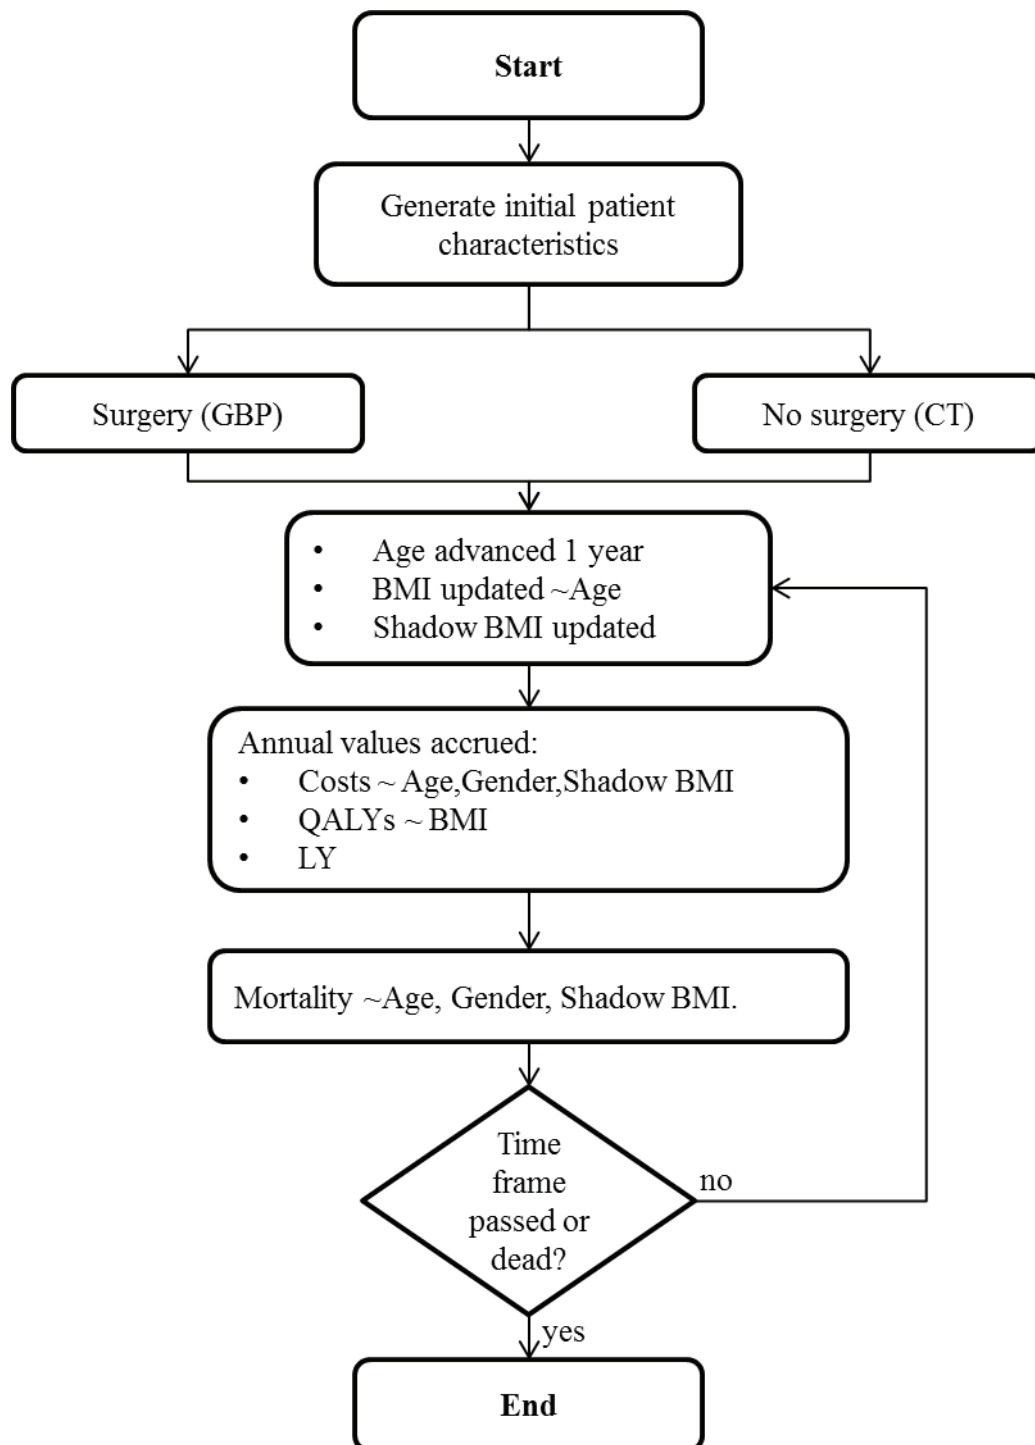 Start
Generate initial patient
characteristics
Surgery (GBP)
No surgery (CT)
• Age advanced 1 year
• BMI updated ~Age
• Shadow BMI updated
Annual values accrued:
• Costs ~ Age,Gender,Shadow BMI
• QALYs ~ BMI
• LY
Mortality ~Age, Gender, Shadow BMI.
Time
frame
passed or
dead?
no
yes
End